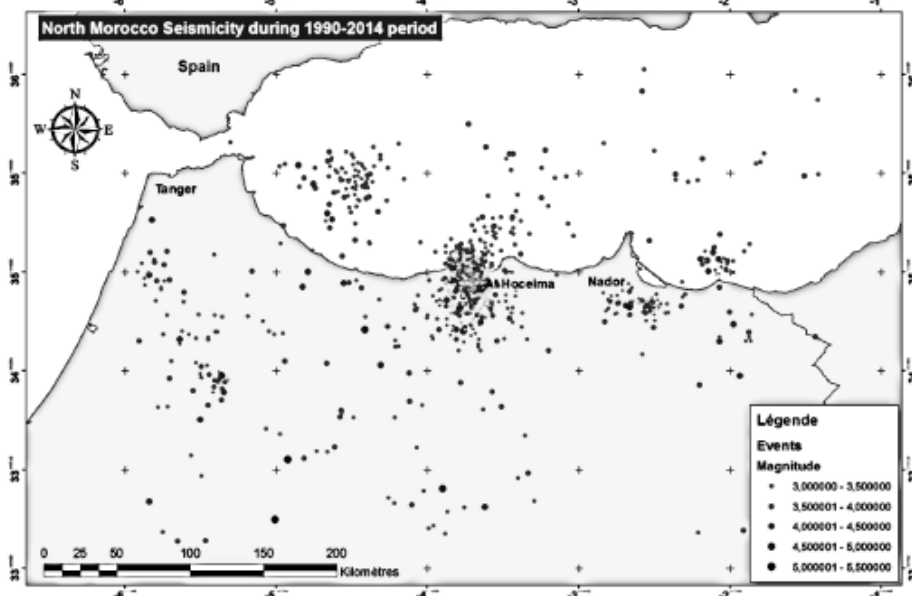 North Morocco Seismicity during 1990-2014 period
Spain
N
W E
S
Tanger
Al Hoceima
Nador
Légende
Events
Magnitude
3,000000 - 3,500000
3,500001 - 4,000000
4,000001 - 4,500000
4,500001 - 5,000000
5,000001 - 5,500000
0 25 50 100 150 200
Kilomètres